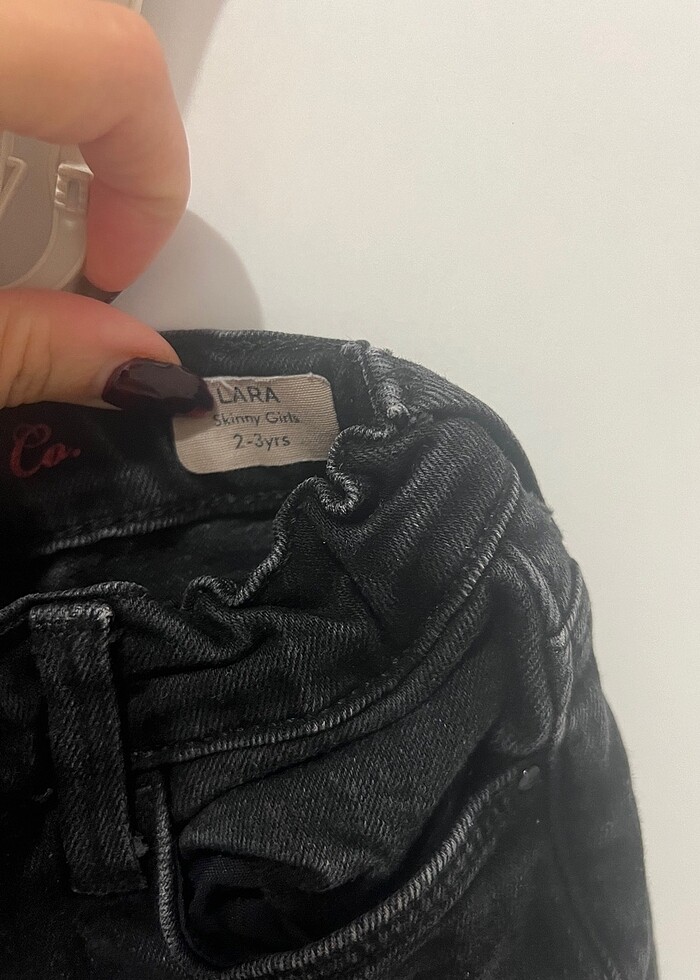 LARA
Skinny Girls
2-3yrs
Co.